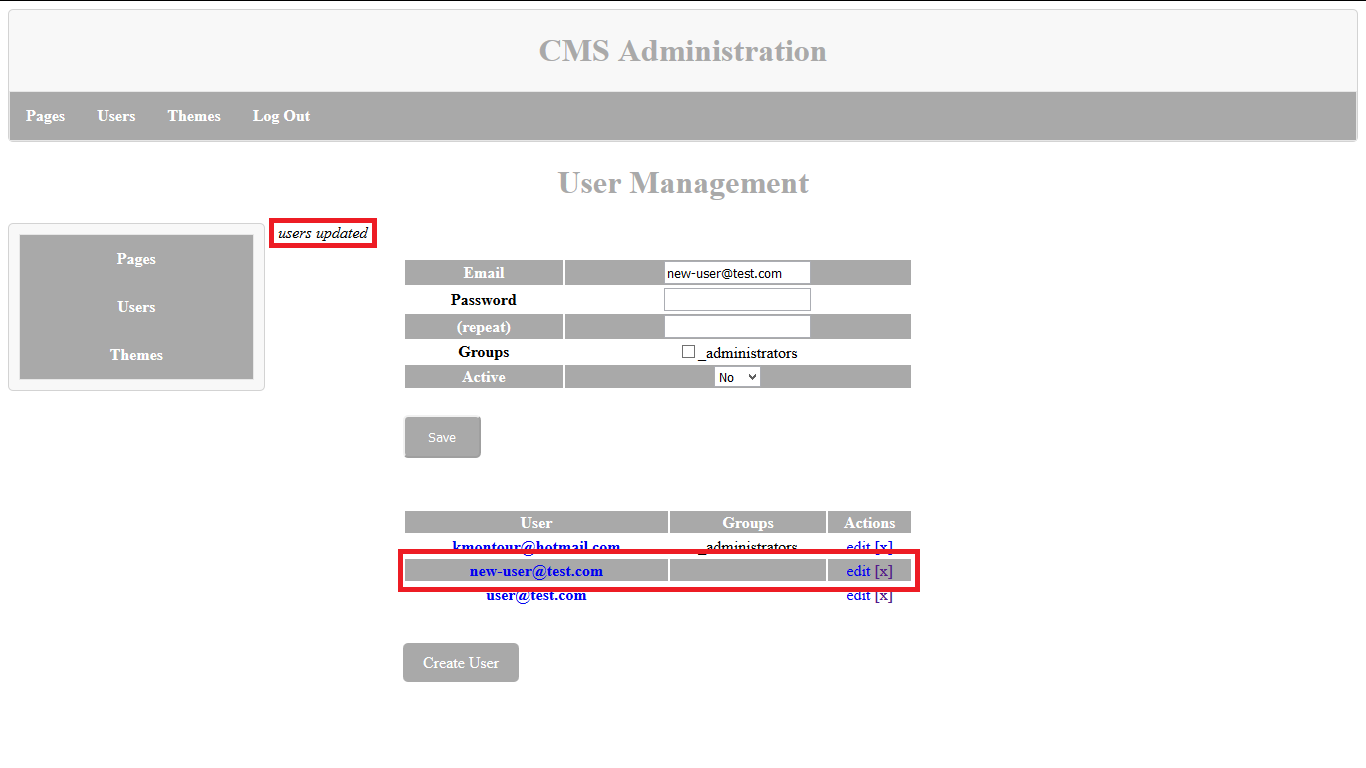 CMS Administration
Pages Users Themes Log Out
User Management
users updated
Pages
Users
Themes
Email new-user@test.com
Password
(repeat)
Groups _administrators
Active No
Save
User Groups Actions
kmontour@hotmail.com _administrators edit [x]
new-user@test.com edit [x]
user@test.com edit [x]
Create User